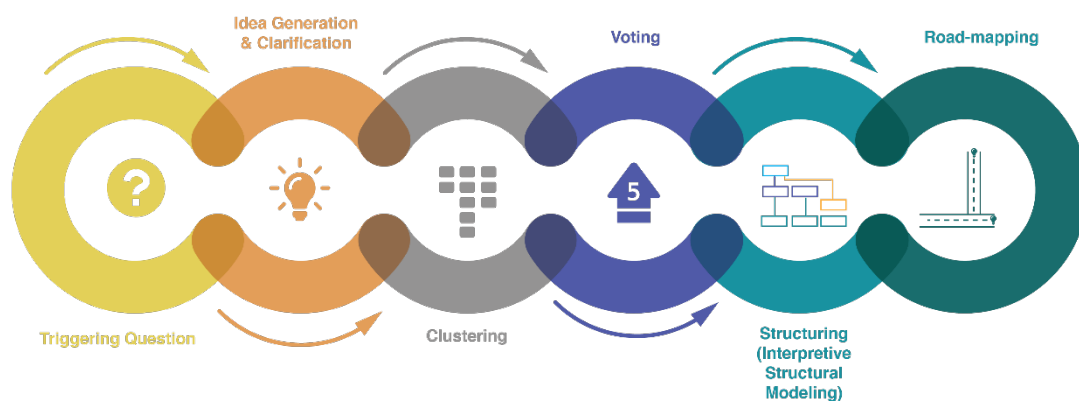 Idea Generation
& Clarification
Voting
Road-mapping
?
5
Triggering Question
Clustering
Structuring
(Interpretive
Structural
Modeling)